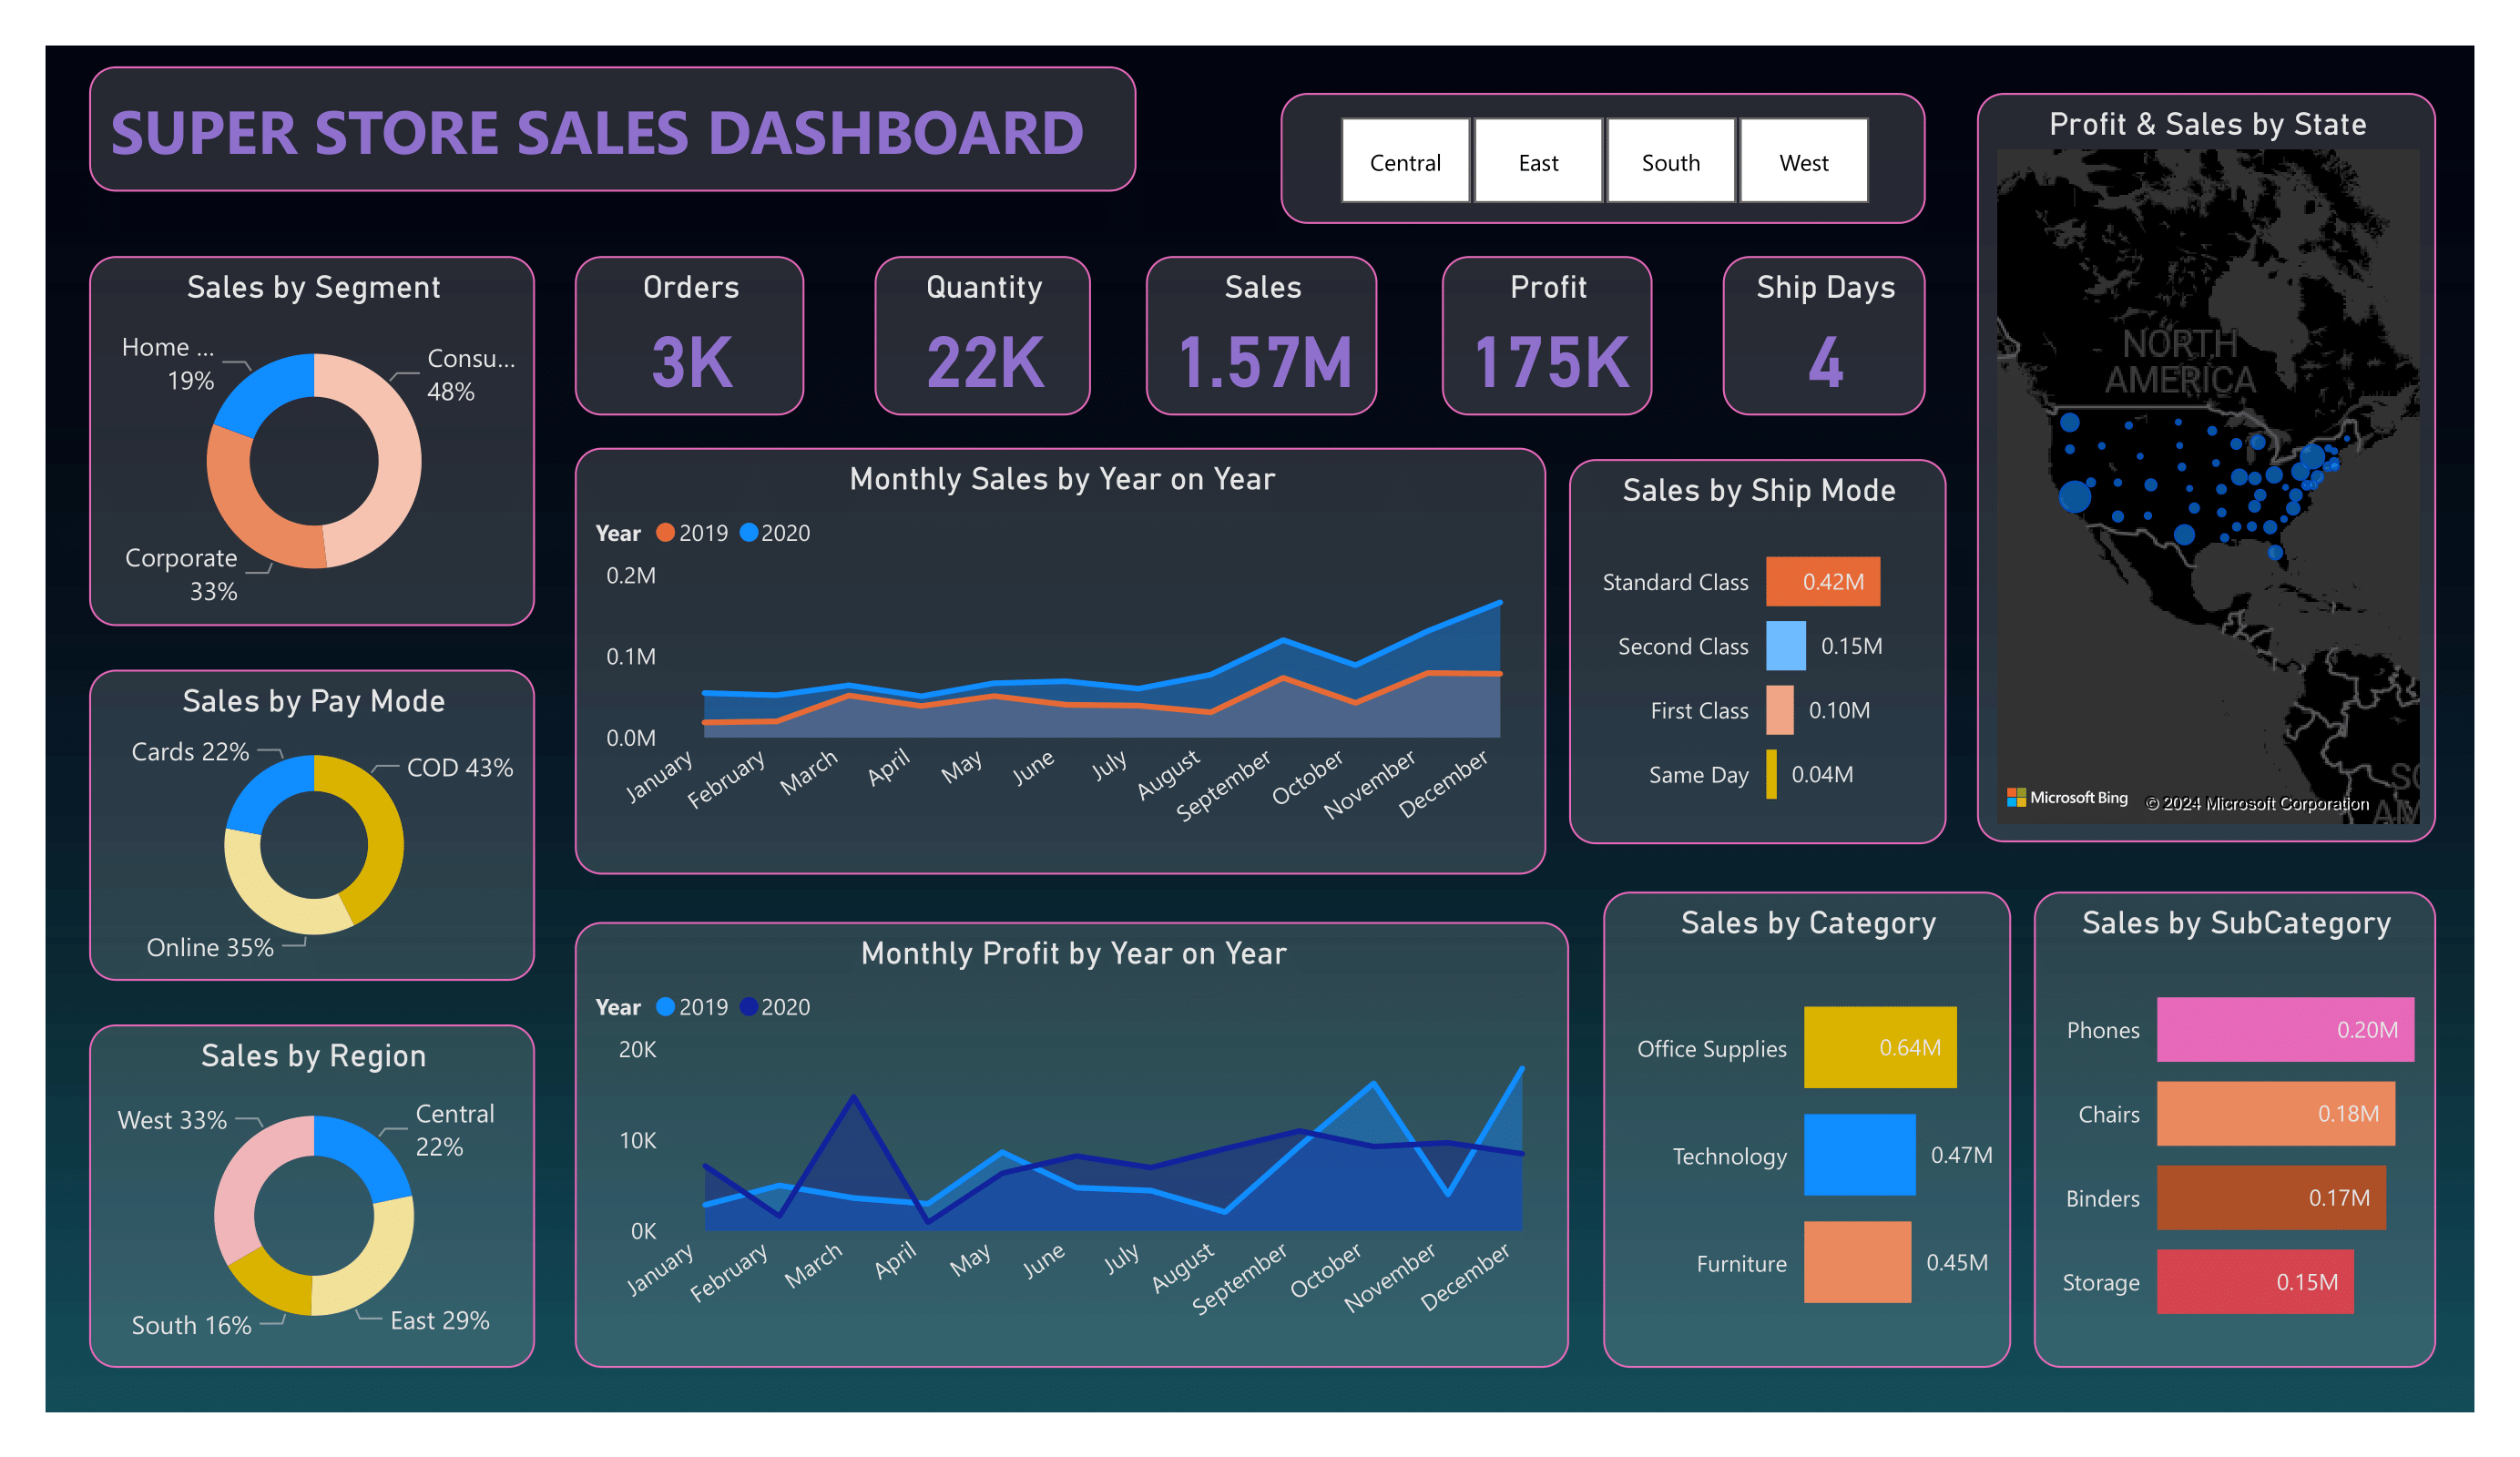 SUPER STORE SALES DASHBOARD
Central
East
South
West
Profit & Sales by State
NORTH
AMERICA
Microsoft Bing
© 2024 Microsoft Corporation
Sales by Segment
Home ...
19%
Consu...
48%
Corporate
33%
Orders
3K
Quantity
22K
Sales
1.57M
Profit
175K
Ship Days
4
Monthly Sales by Year on Year
Year 2019 2020
0.2M
0.1M
0.0M
January
February
March
April
May
June
July
August
September
October
November
December
Sales by Ship Mode
Standard Class 0.42M
Second Class 0.15M
First Class 0.10M
Same Day 0.04M
Sales by Pay Mode
Cards 22%
COD 43%
Online 35%
Sales by Region
West 33%
Central
22%
South 16%
East 29%
Monthly Profit by Year on Year
Year 2019 2020
20K
10K
0K
January
February
March
April
May
June
July
August
September
October
November
December
Sales by Category
Office Supplies 0.64M
Technology 0.47M
Furniture 0.45M
Sales by SubCategory
Phones 0.20M
Chairs 0.18M
Binders 0.17M
Storage 0.15M